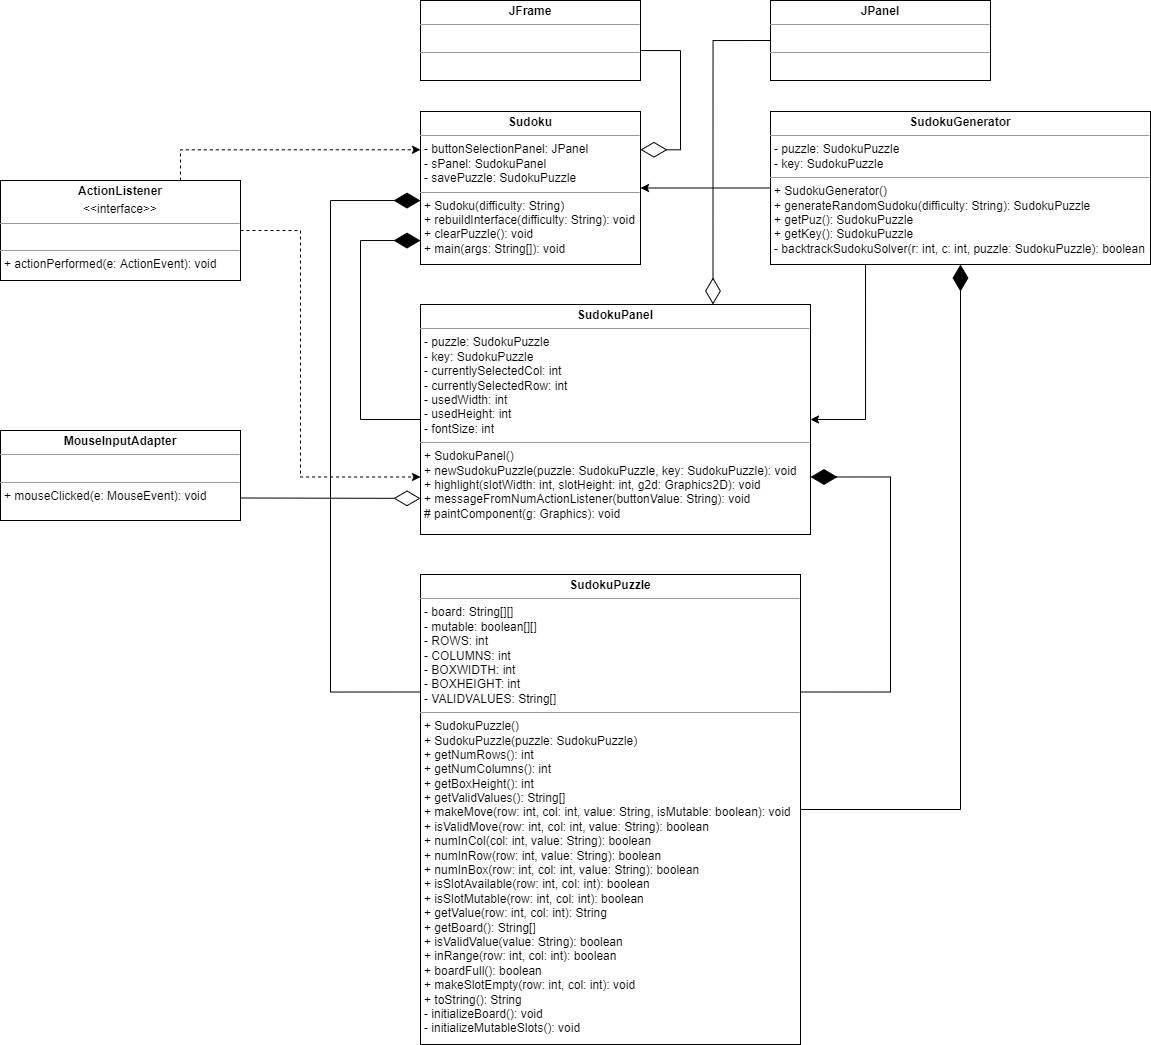 JFrame
JPanel
Sudoku
- buttonSelectionPanel: JPanel
- sPanel: SudokuPanel
- savePuzzle: SudokuPuzzle
+ Sudoku(difficulty: String)
+ rebuildInterface(difficulty: String): void
+ clearPuzzle(): void
+ main(args: String[]): void
SudokuGenerator
- puzzle: SudokuPuzzle
- key: SudokuPuzzle
+ SudokuGenerator()
+ generateRandomSudoku(difficulty: String): SudokuPuzzle
+ getPuz(): SudokuPuzzle
+ getKey(): SudokuPuzzle
- backtrackSudokuSolver(r: int, c: int, puzzle: SudokuPuzzle): boolean
ActionListener
<<interface>>
+ actionPerformed(e: ActionEvent): void
SudokuPanel
- puzzle: SudokuPuzzle
- key: SudokuPuzzle
- currentlySelectedCol: int
- currentlySelectedRow: int
- usedWidth: int
- usedHeight: int
- fontSize: int
+ SudokuPanel()
+ newSudokuPuzzle(puzzle: SudokuPuzzle, key: SudokuPuzzle): void
+ highlight(slotWidth: int, slotHeight: int, g2d: Graphics2D): void
+ messageFromNumActionListener(buttonValue: String): void
# paintComponent(g: Graphics): void
MouseInputAdapter
+ mouseClicked(e: MouseEvent): void
SudokuPuzzle
- board: String[][]
- mutable: boolean[][]
- ROWS: int
- COLUMNS: int
- BOXWIDTH: int
- BOXHEIGHT: int
- VALIDVALUES: String[]
+ SudokuPuzzle()
+ SudokuPuzzle(puzzle: SudokuPuzzle)
+ getNumRows(): int
+ getNumColumns(): int
+ getBoxHeight(): int
+ getValidValues(): String[]
+ makeMove(row: int, col: int, value: String, isMutable: boolean): void
+ isValidMove(row: int, col: int, value: String): boolean
+ numInCol(col: int, value: String): boolean
+ numInRow(row: int, value: String): boolean
+ numInBox(row: int, col: int, value: String): boolean
+ isSlotAvailable(row: int, col: int): boolean
+ isSlotMutable(row: int, col: int): boolean
+ getValue(row: int, col: int): String
+ getBoard(): String[]
+ isValidValue(value: String): boolean
+ inRange(row: int, col: int): boolean
+ boardFull(): boolean
+ makeSlotEmpty(row: int, col: int): void
+ toString(): String
- initializeBoard(): void
- initializeMutableSlots(): void